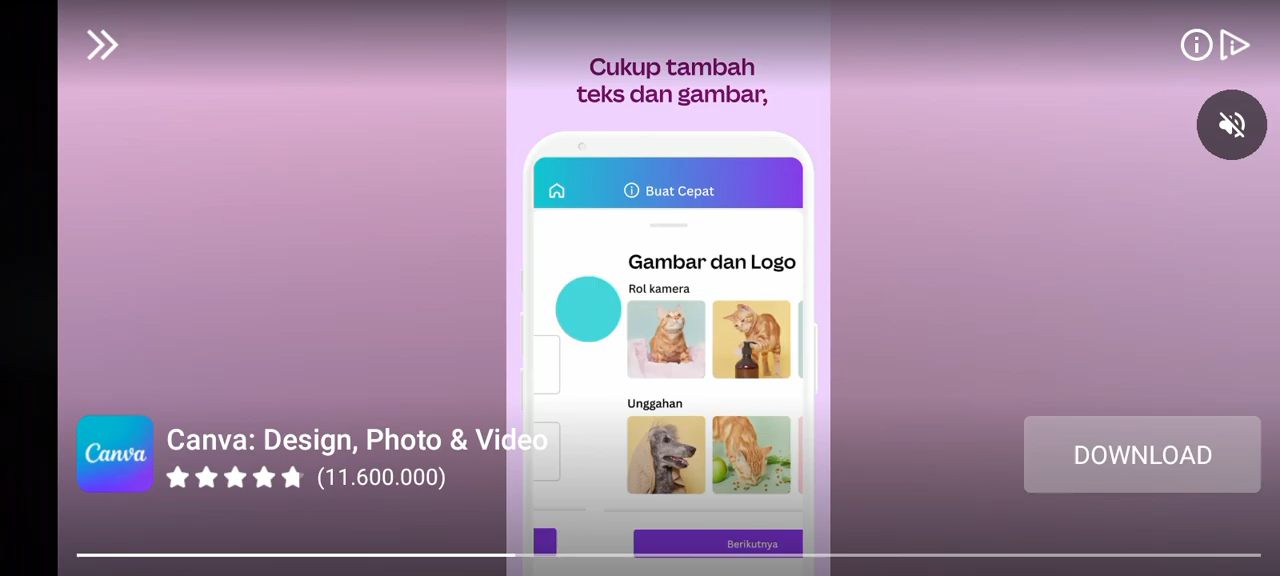 Cukup tambah
teks dan gambar,
Buat Cepat
Gambar dan Logo
Rol kamera
Unggahan
Canva
Canva: Design, Photo & Video
(11.600.000)
DOWNLOAD
Berikutnya